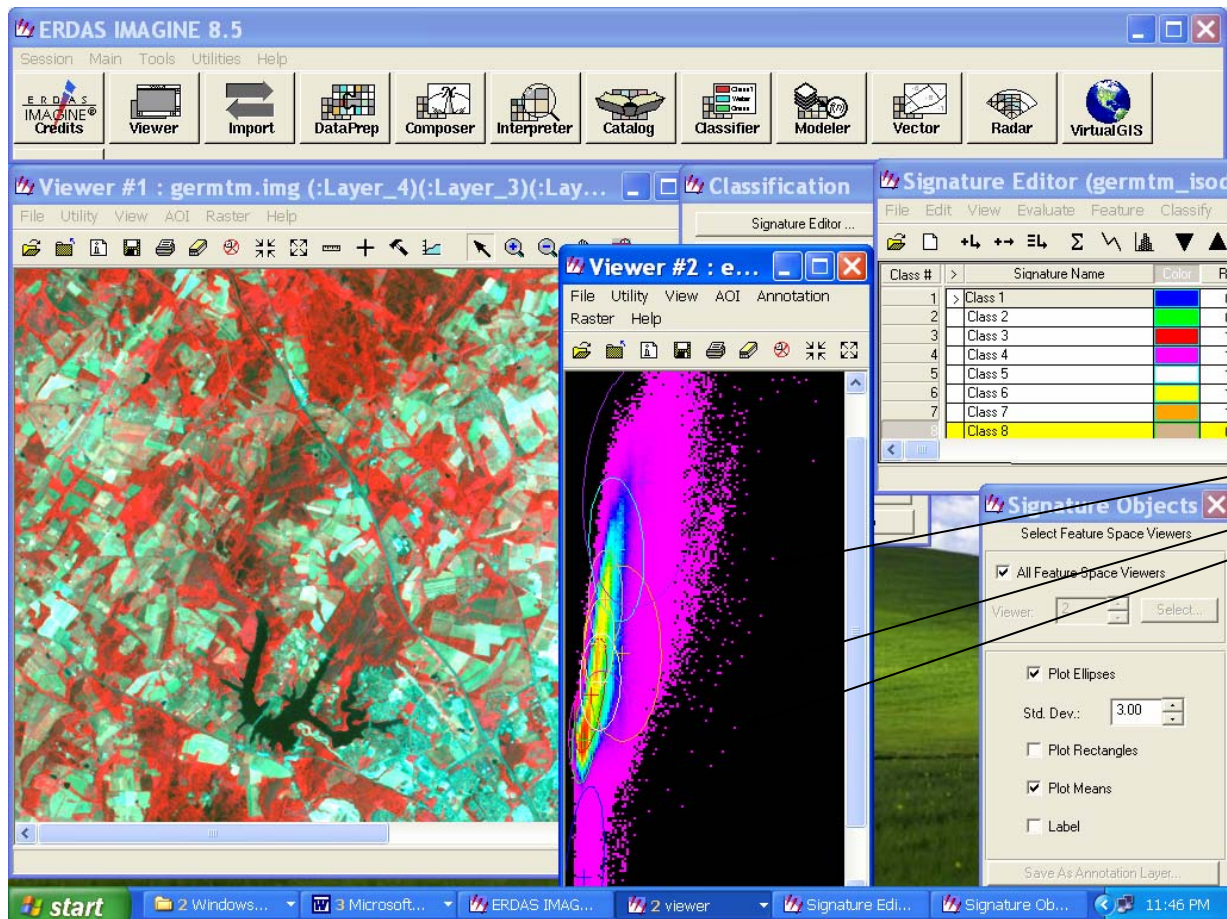 ERDAS IMAGINE 8.5
Session Main Tools Utilities Help
ERDAS
IMAGINE®
Credits
Viewer
Import
DataPrep
Composer
Interpreter
Catalog
Classifier
Modeler
Vector
Radar
VirtualGIS
Viewer #1 : germtm.img (:Layer_4)(:Layer_3)(:Lay...
File Utility View AOI Raster Help
Classification
Signature Editor ...
Viewer #2 : e...
File Utility View AOI Annotation
Raster Help
Signature Editor (germtm_isod
File Edit View Evaluate Feature Classify
Class # > Signature Name Color R
1 > Class 1
2 Class 2
3 Class 3
4 Class 4
5 Class 5
6 Class 6
7 Class 7
8 Class 8
Signature Objects
Select Feature Space Viewers
All Feature Space Viewers
Viewer: 2 Select...
Plot Ellipses
Std. Dev.: 3.00
Plot Rectangles
Plot Means
Label
Save As Annotation Layer...
start 2 Windows... 3 Microsoft... ERDAS IMAG... 2 viewer Signature Edi... Signature Ob... 11:46 PM